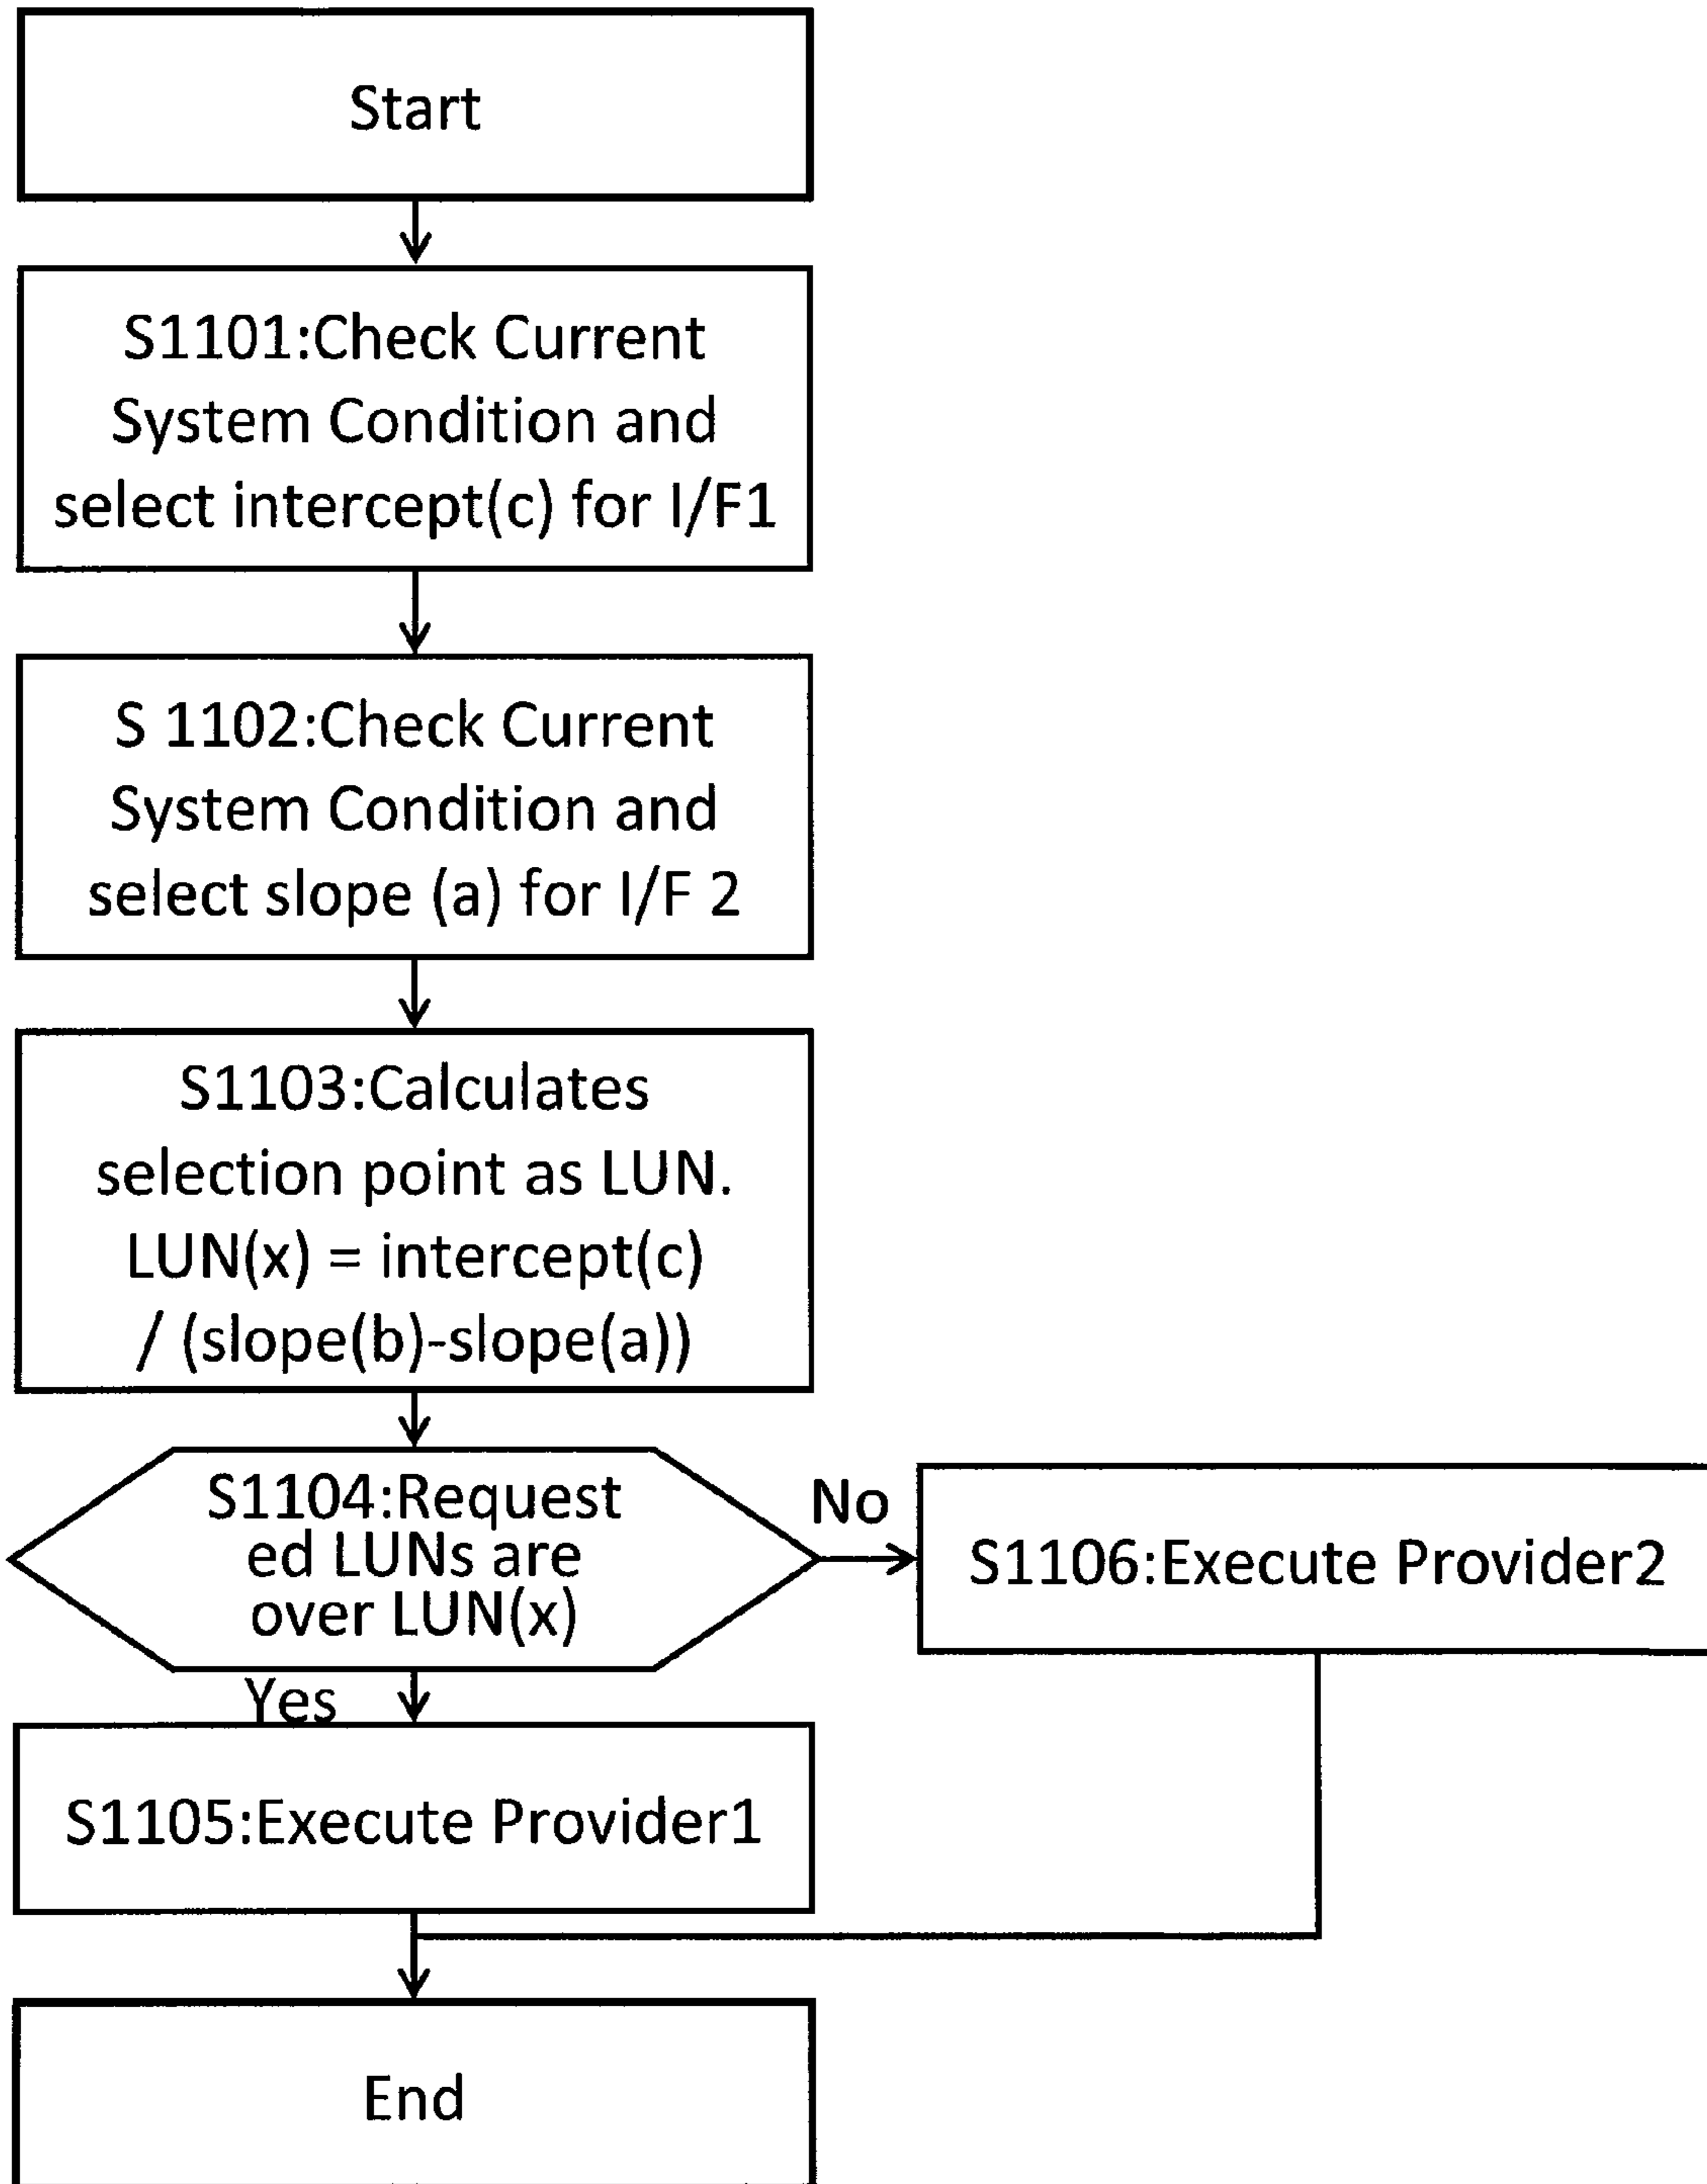 Start
S1101:Check Current
System Condition and
select intercept(c) for I/F1
S 1102:Check Current
System Condition and
select slope (a) for I/F 2
S1103:Calculates
selection point as LUN.
LUN(x) = intercept(c)
/ (slope(b)-slope(a))
S1104:Request
ed LUNs are
over LUN(x)
No
S1106:Execute Provider2
Yes
S1105:Execute Provider1
End